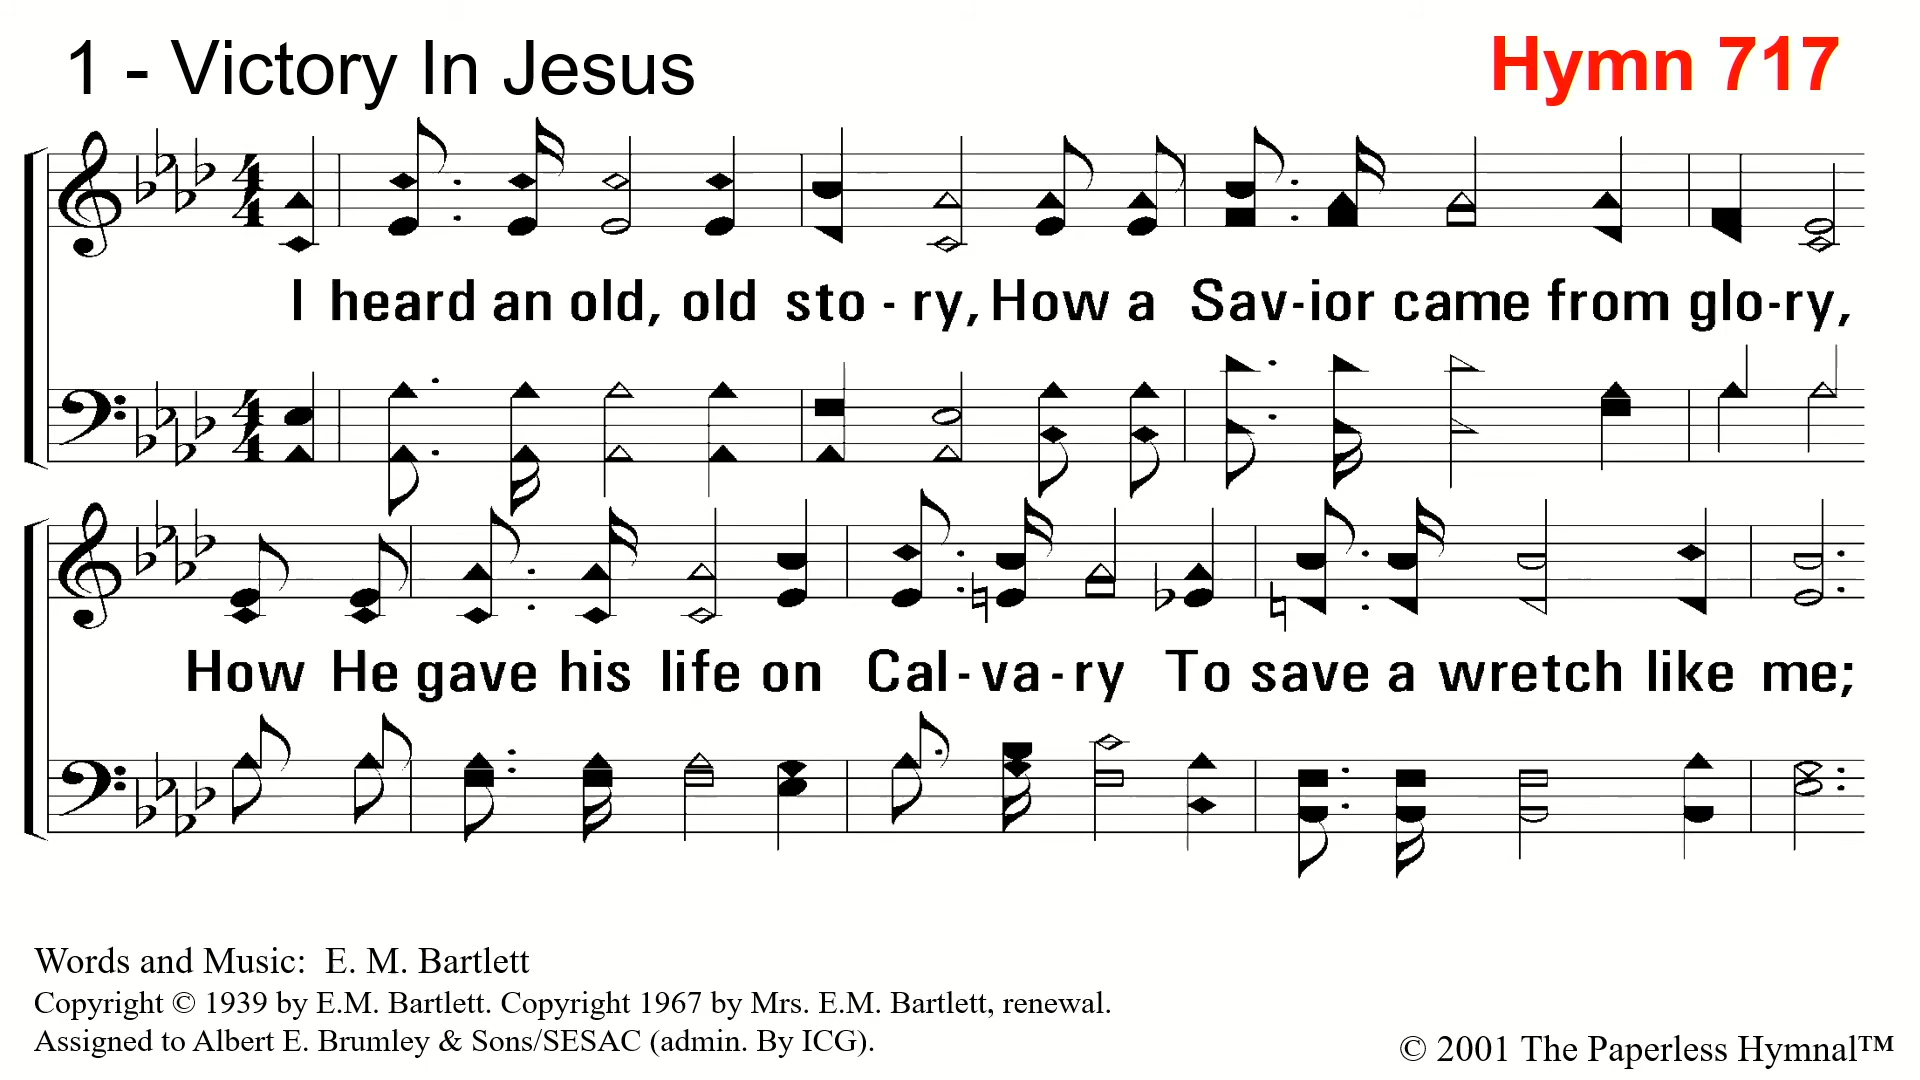 1 - Victory In Jesus
Hymn 717
I heard an old, old sto - ry, How a Sav-ior came from glo-ry,
How He gave his life on Cal-va-ry To save a wretch like me;
Words and Music: E. M. Bartlett
Copyright © 1939 by E.M. Bartlett. Copyright 1967 by Mrs. E.M. Bartlett, renewal.
Assigned to Albert E. Brumley & Sons/SESAC (admin. By ICG).
© 2001 The Paperless Hymnal™